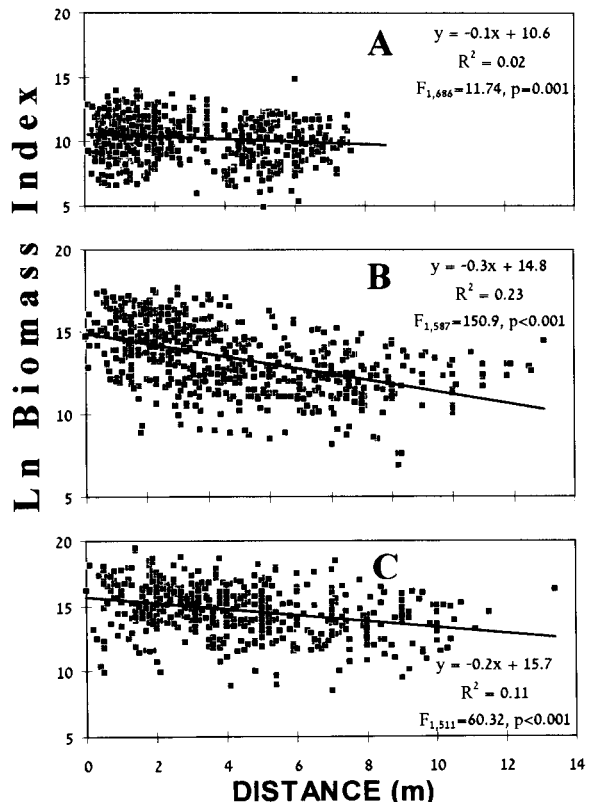 Ln Biomass Index
20
15
10
5
A
y = -0.1x + 10.6
R² = 0.02
F1,686=11.74, p=0.001
20
15
10
5
B
y = -0.3x + 14.8
R² = 0.23
F1,587=150.9, p<0.001
20
15
10
5
C
y = -0.2x + 15.7
R² = 0.11
F1,511=60.32, p<0.001
0 2 4 6 8 10 12 14
DISTANCE (m)